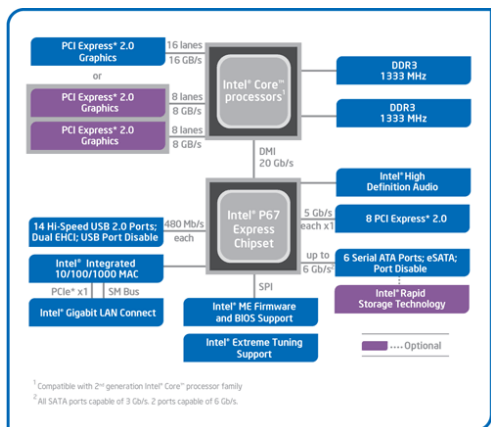 PCI Express* 2.0
Graphics
16 lanes
16 GB/s
or
PCI Express* 2.0
Graphics
8 lanes
8 GB/s
PCI Express* 2.0
Graphics
8 lanes
8 GB/s
Intel® Core™
processors¹
DDR3
1333 MHz
DDR3
1333 MHz
DMI
20 Gb/s
Intel® P67
Express
Chipset
Intel® High
Definition Audio
5 Gb/s
each x1
8 PCI Express* 2.0
14 Hi-Speed USB 2.0 Ports;
Dual EHCI; USB Port Disable
480 Mb/s
each
up to
6 Gb/s²
6 Serial ATA Ports; eSATA;
Port Disable
Intel® Rapid
Storage Technology
Intel® Integrated
10/100/1000 MAC
PCIe* x1
SM Bus
Intel® Gigabit LAN Connect
SPI
Intel® ME Firmware
and BIOS Support
Intel® Extreme Tuning
Support
.... Optional
¹ Compatible with 2ⁿᵈ generation Intel® Core™ processor family
² All SATA ports capable of 3 Gb/s. 2 ports capable of 6 Gb/s.